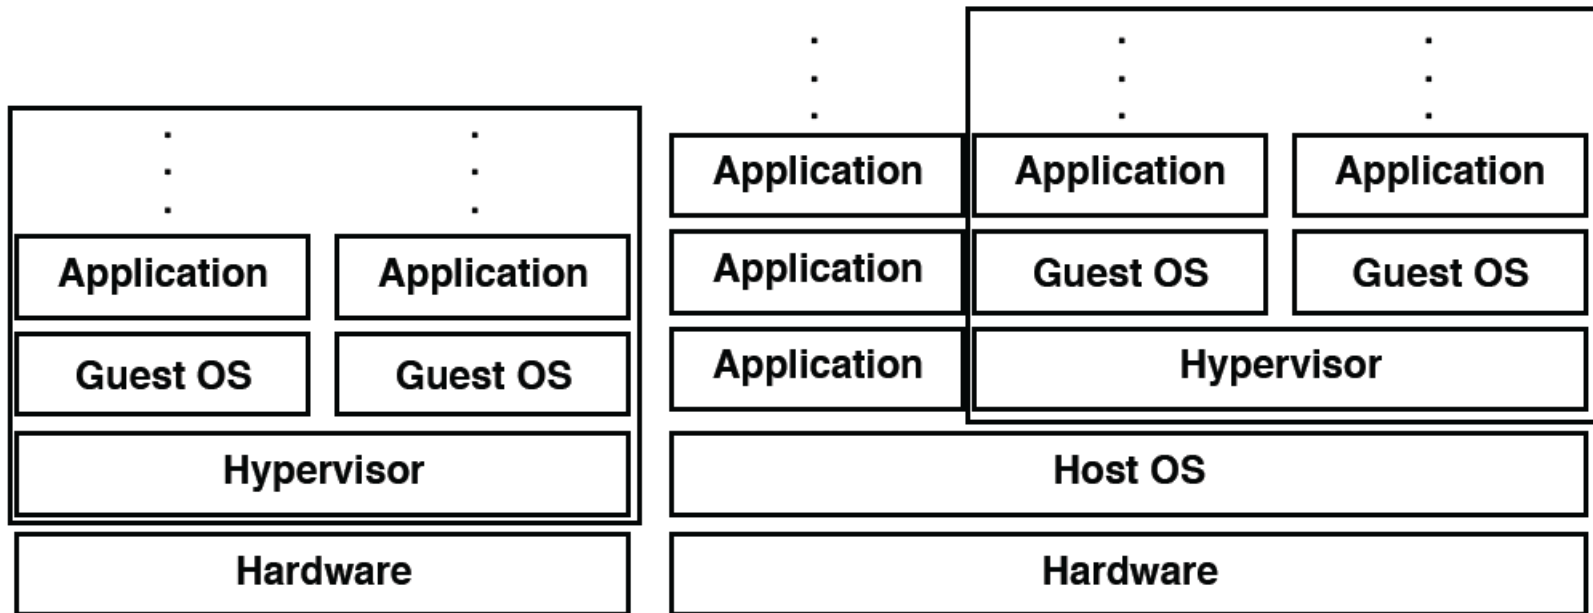 Application Application
Guest OS Guest OS
Hypervisor
Hardware
Application Application Application
Application Guest OS Guest OS
Application Hypervisor
Host OS
Hardware